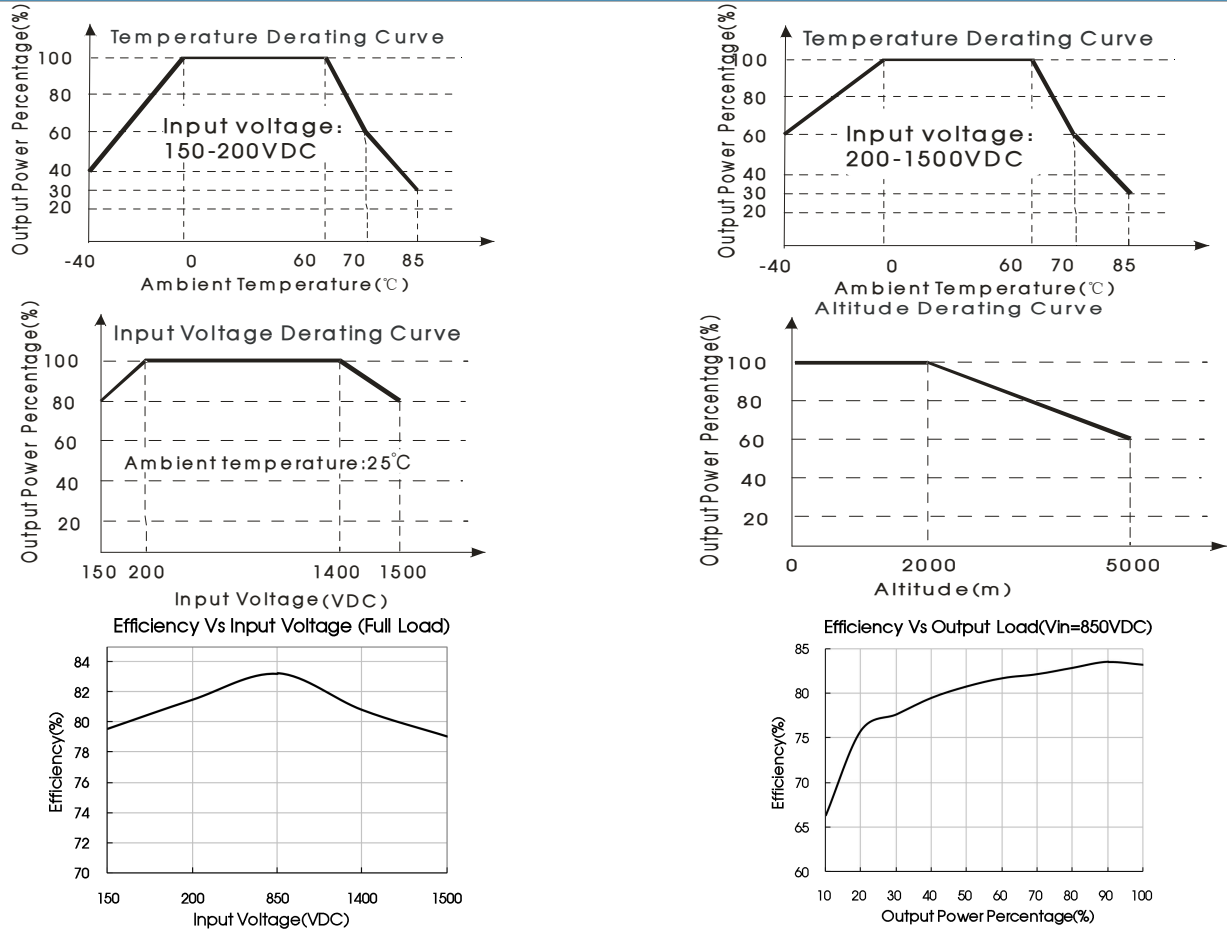 Temperature Derating Curve
Output Power Percentage(%)
100
80
60
40
30
20
Input voltage:
150-200VDC
-40 0 60 70 85
Ambient Temperature(℃)
Temperature Derating Curve
Output Power Percentage(%)
100
80
60
40
30
20
Input voltage:
200-1500VDC
-40 0 60 70 85
Ambient Temperature(℃)
Input Voltage Derating Curve
Output Power Percentage(%)
100
80
60
40
20
Ambient temperature:25°C
150 200 1400 1500
Input Voltage(VDC)
Altitude Derating Curve
Output Power Percentage(%)
100
80
60
40
20
0 2000 5000
Altitude(m)
Efficiency Vs Input Voltage (Full Load)
Efficiency(%)
84
82
80
78
76
74
72
70
150 200 850 1400 1500
Input Voltage(VDC)
Efficiency Vs Output Load(Vin=850VDC)
Efficiency(%)
85
80
75
70
65
60
10 20 30 40 50 60 70 80 90 100
Output Power Percentage(%)